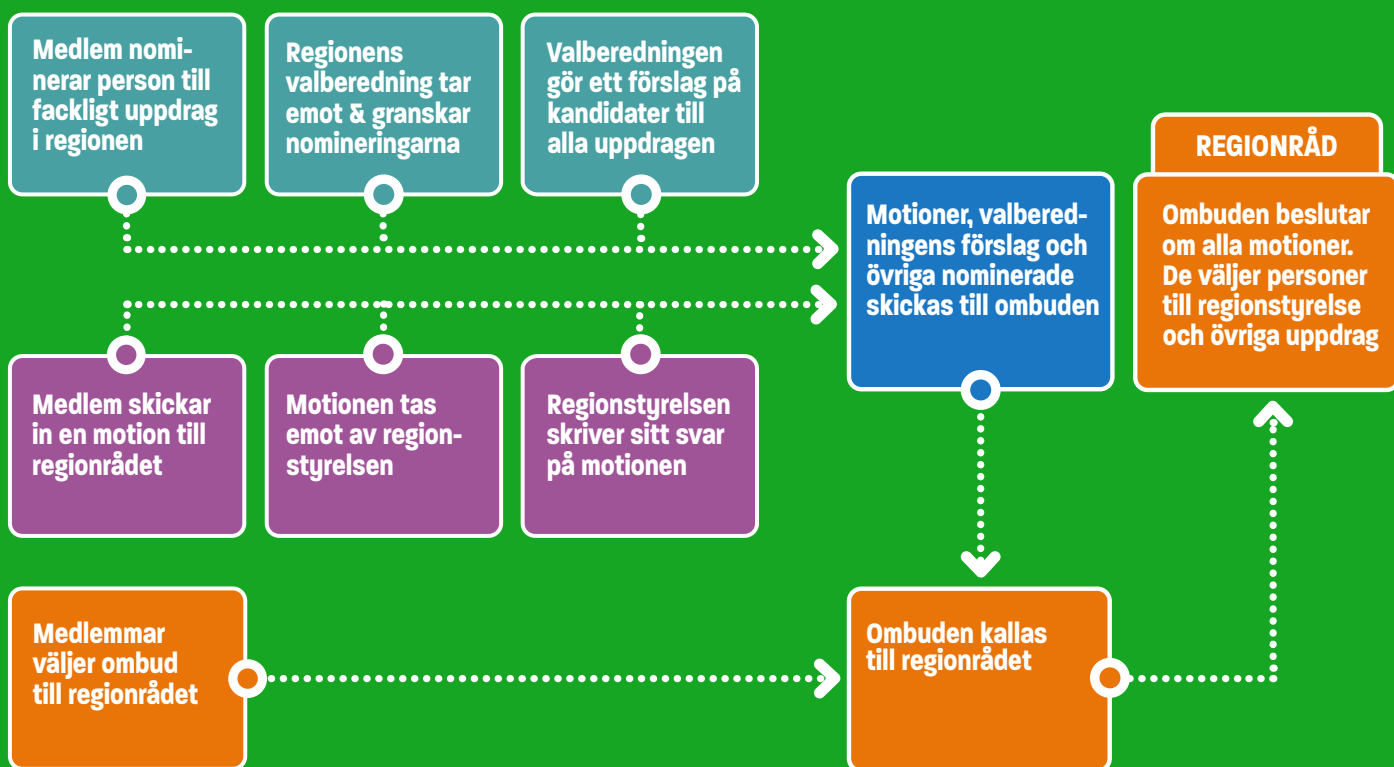 Medlem nomi-
nerar person till
fackligt uppdrag
i regionen
Regionens
valberedning tar
emot & granskar
nomineringarna
Valberedningen
gör ett förslag på
kandidater till
alla uppdragen
Medlem skickar
in en motion till
regionrådet
Motionen tas
emot av region-
styrelsen
Regionstyrelsen
skriver sitt svar
på motionen
Motioner, valbered-
ningens förslag och
övriga nominerade
skickas till ombuden
REGIONRÅD
Ombuden beslutar
om alla motioner.
De väljer personer
till regionstyrelse
och övriga uppdrag
Medlemmar
väljer ombud
till regionrådet
Ombuden kallas
till regionrådet